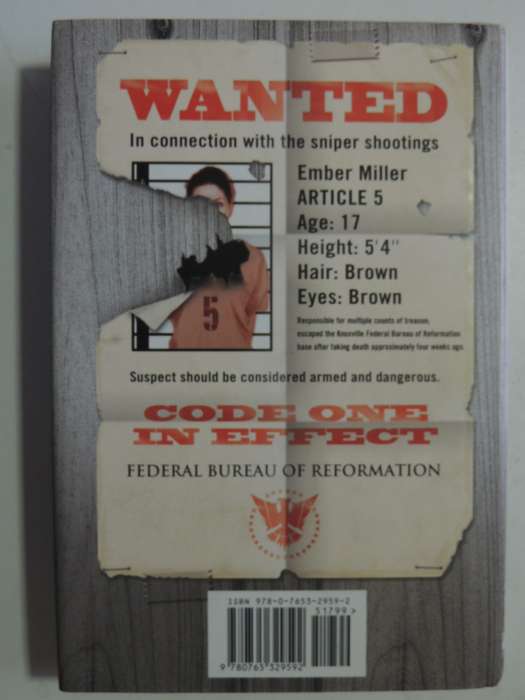 WANTED
In connection with the sniper shootings
Ember Miller
ARTICLE 5
Age: 17
Height: 5'4"
Hair: Brown
Eyes: Brown
Responsible for multiple counts of treason,
escaped the Knoxville Federal Bureau of Reformation
base after faking death approximately four weeks ago.
5
Suspect should be considered armed and dangerous.
CODE ONE
IN EFFECT
FEDERAL BUREAU OF REFORMATION
ISBN 978-0-7653-2959-2
51799>
9 780765 329592